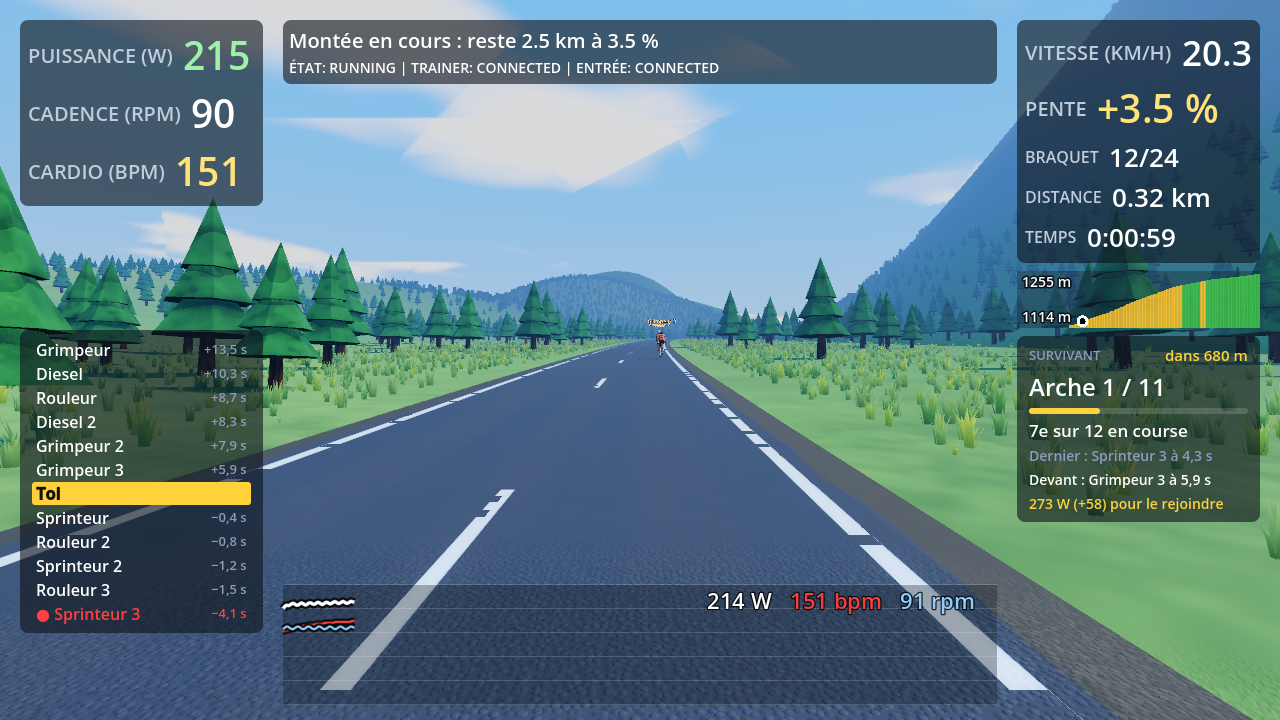 PUISSANCE (W) 215
CADENCE (RPM) 90
CARDIO (BPM) 151
Montée en cours : reste 2.5 km à 3.5 %
ÉTAT: RUNNING | TRAINER: CONNECTED | ENTRÉE: CONNECTED
VITESSE (KM/H) 20.3
PENTE +3.5 %
BRAQUET 12/24
DISTANCE 0.32 km
TEMPS 0:00:59
1255 m
1114 m
SURVIVANT dans 680 m
Arche 1 / 11
7e sur 12 en course
Dernier : Sprinteur 3 à 4,3 s
Devant : Grimpeur 3 à 5,9 s
273 W (+58) pour le rejoindre
Grimpeur +13,5 s
Diesel +10,3 s
Rouleur +8,7 s
Diesel 2 +8,3 s
Grimpeur 2 +7,9 s
Grimpeur 3 +5,9 s
Toi
Sprinteur −0,4 s
Rouleur 2 −0,8 s
Sprinteur 2 −1,2 s
Rouleur 3 −1,5 s
Sprinteur 3 −4,1 s
214 W 151 bpm 91 rpm